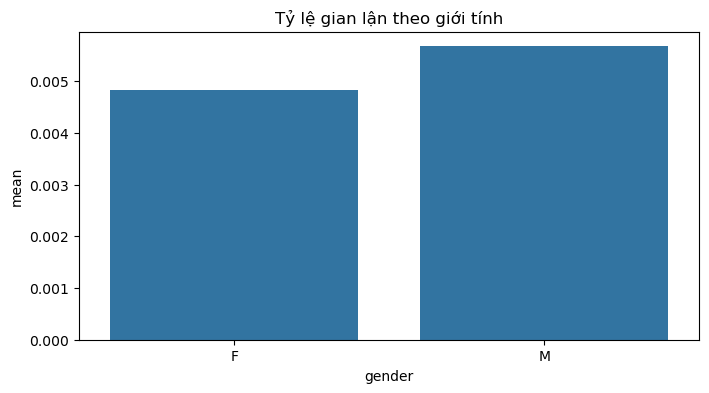 Tỷ lệ gian lận theo giới tính
0.005
0.004
0.003
0.002
0.001
0.000
mean
F
M
gender